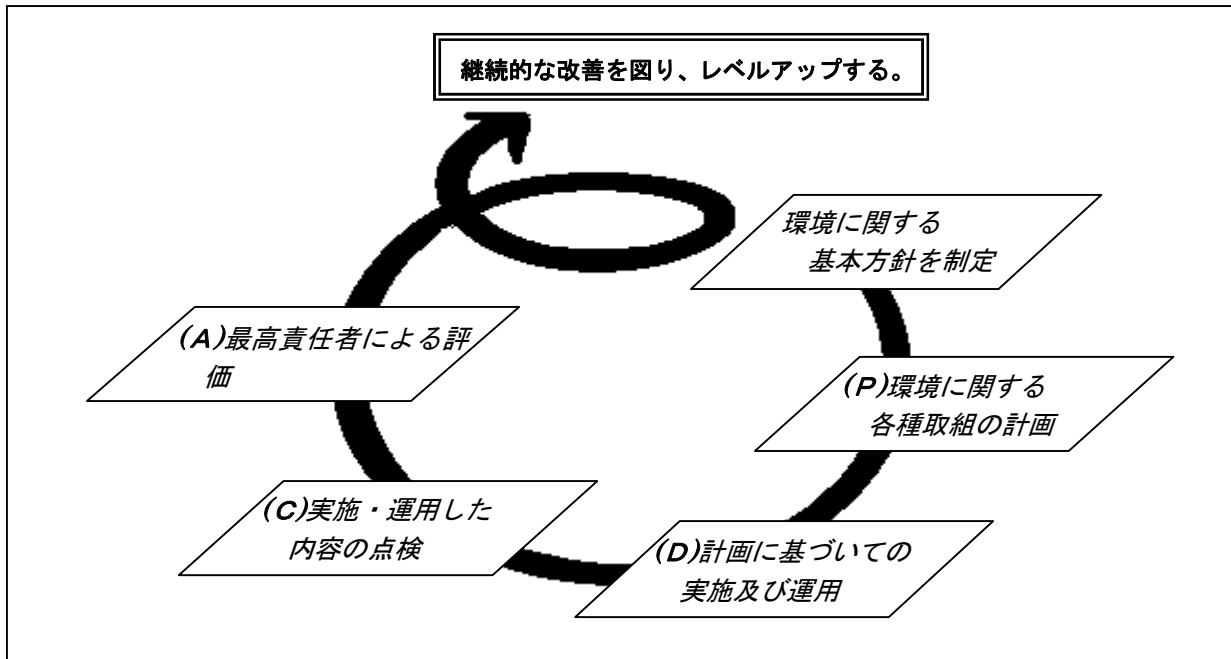 継続的な改善を図り、レベルアップする。
環境に関する
基本方針を制定
(P)環境に関する
各種取組の計画
(D)計画に基づいての
実施及び運用
(C)実施・運用した
内容の点検
(A)最高責任者による評
価